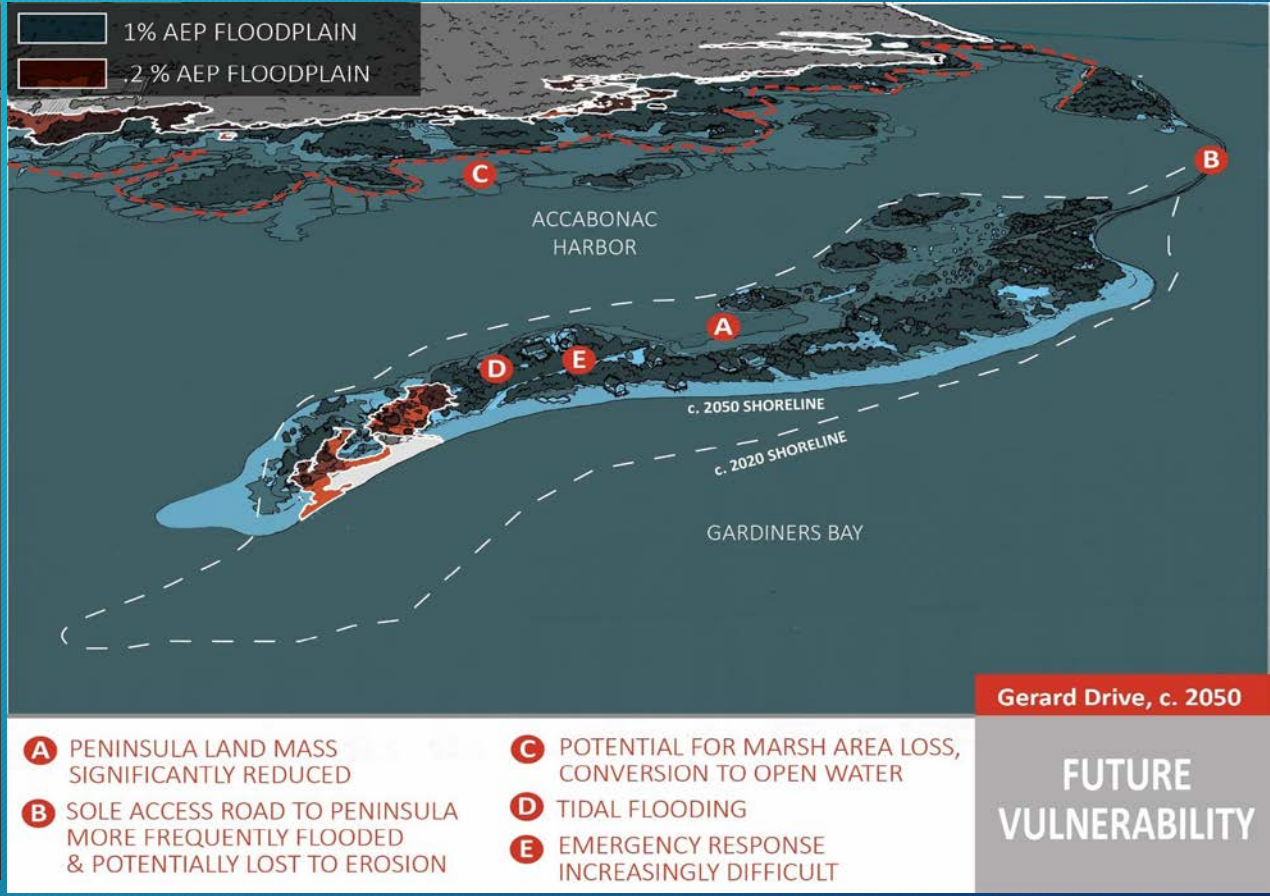 1% AEP FLOODPLAIN
.2 % AEP FLOODPLAIN
B
C
ACCABONAC
HARBOR
A
D
E
c. 2050 SHORELINE
c. 2020 SHORELINE
GARDINERS BAY
Gerard Drive, c. 2050
FUTURE
VULNERABILITY
A PENINSULA LAND MASS
SIGNIFICANTLY REDUCED
B SOLE ACCESS ROAD TO PENINSULA
MORE FREQUENTLY FLOODED
& POTENTIALLY LOST TO EROSION
C POTENTIAL FOR MARSH AREA LOSS,
CONVERSION TO OPEN WATER
D TIDAL FLOODING
E EMERGENCY RESPONSE
INCREASINGLY DIFFICULT